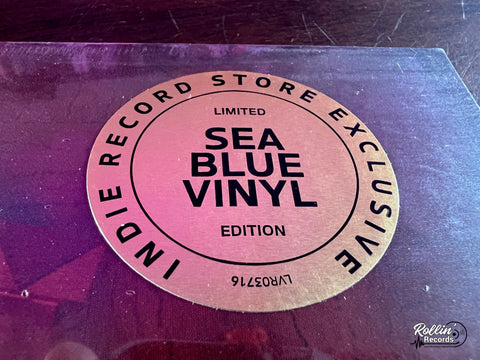 INDIE RECORD STORE EXCLUSIVE
LIMITED
SEA
BLUE
VINYL
EDITION
LVR03716
Rollin'
Records